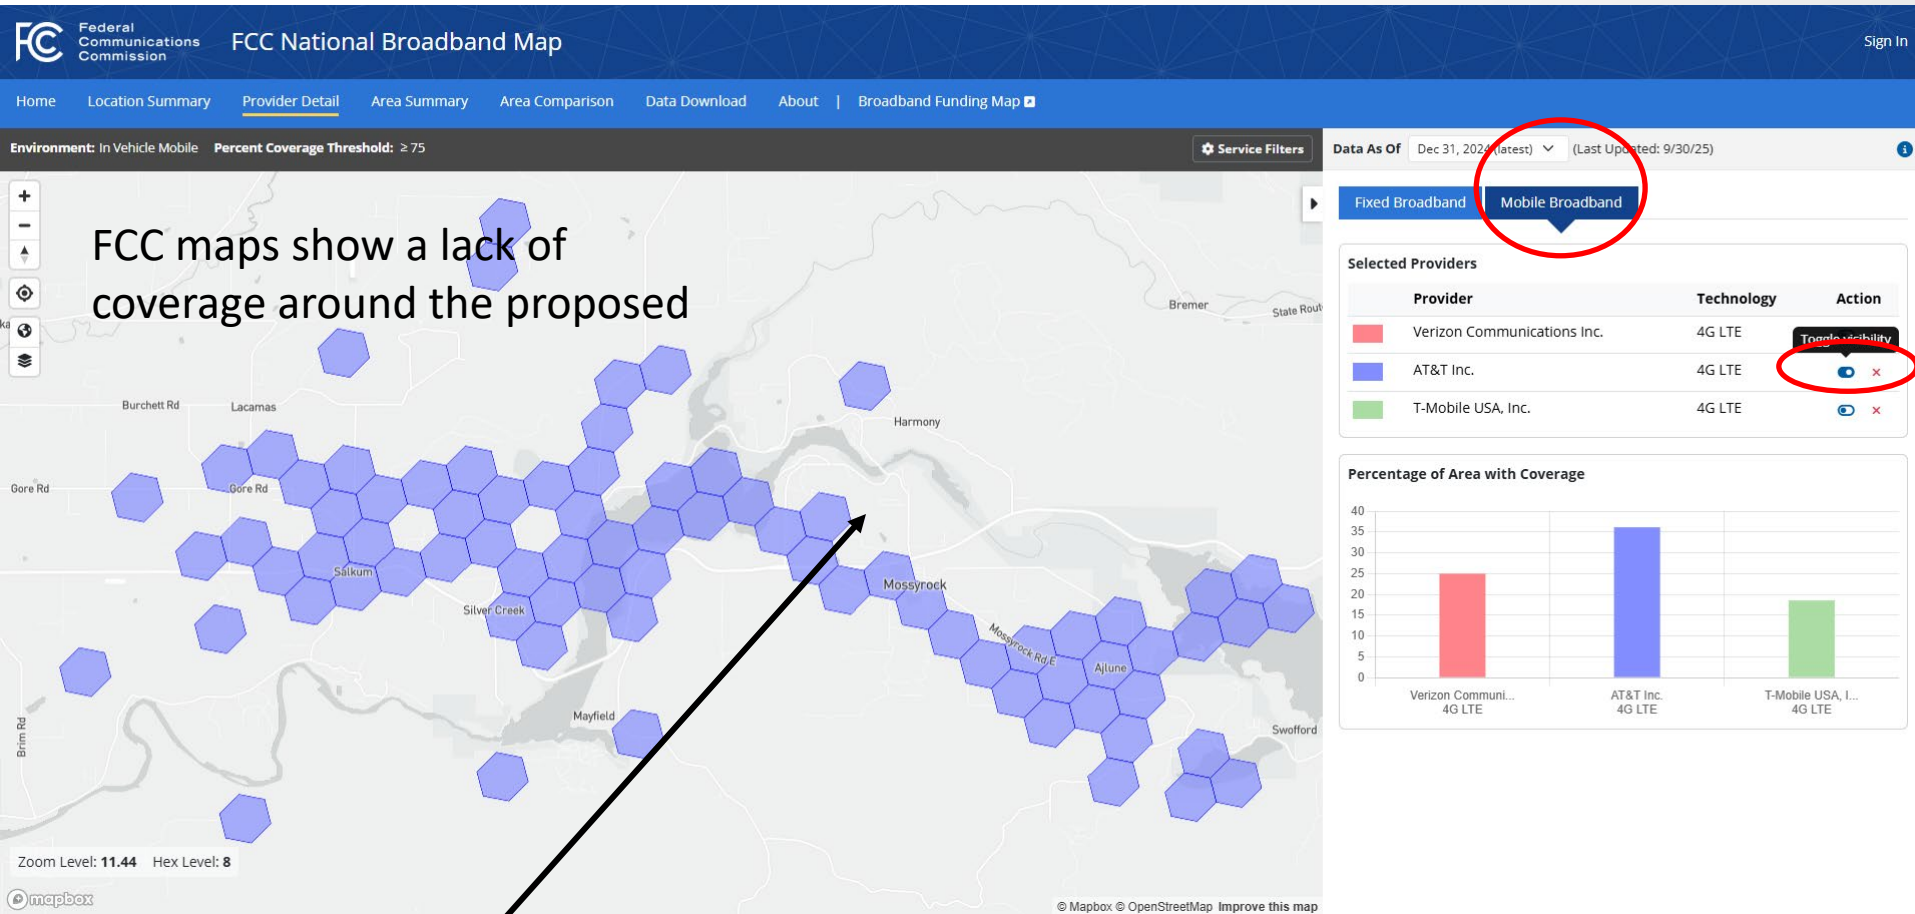 Federal
Communications
Commission
FCC National Broadband Map
Sign In
Home Location Summary Provider Detail Area Summary Area Comparison Data Download About | Broadband Funding Map
Environment: In Vehicle Mobile Percent Coverage Threshold: ≥ 75
Service Filters
Data As Of Dec 31, 2024 (latest) (Last Updated: 9/30/25)
Fixed Broadband Mobile Broadband
FCC maps show a lack of
coverage around the proposed
Bremer
Burchett Rd
Lacamas
Harmony
Gore Rd
Gore Rd
Salkum
Silver Creek
Mossyrock
Mossyrock Rd E
Ajlune
Mayfield
Swofford
Brim Rd
Zoom Level: 11.44 Hex Level: 8
mapbox
© Mapbox © OpenStreetMap Improve this map
Selected Providers
Provider Technology Action
Verizon Communications Inc. 4G LTE
Toggle visibility
AT&T Inc. 4G LTE
T-Mobile USA, Inc. 4G LTE
Percentage of Area with Coverage
40
35
30
25
20
15
10
5
0
Verizon Communi...
4G LTE
AT&T Inc.
4G LTE
T-Mobile USA, I...
4G LTE